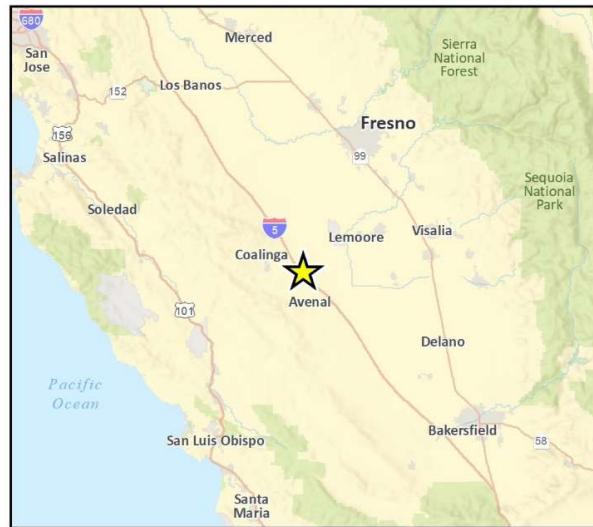 680
Merced
San
Jose
Sierra
National
Forest
152
Los Banos
156
Fresno
Salinas
99
Sequoia
National
Park
Soledad
5
Lemoore
Visalia
Coalinga
Avenal
101
Delano
Pacific
Ocean
San Luis Obispo
Bakersfield
58
Santa
Maria